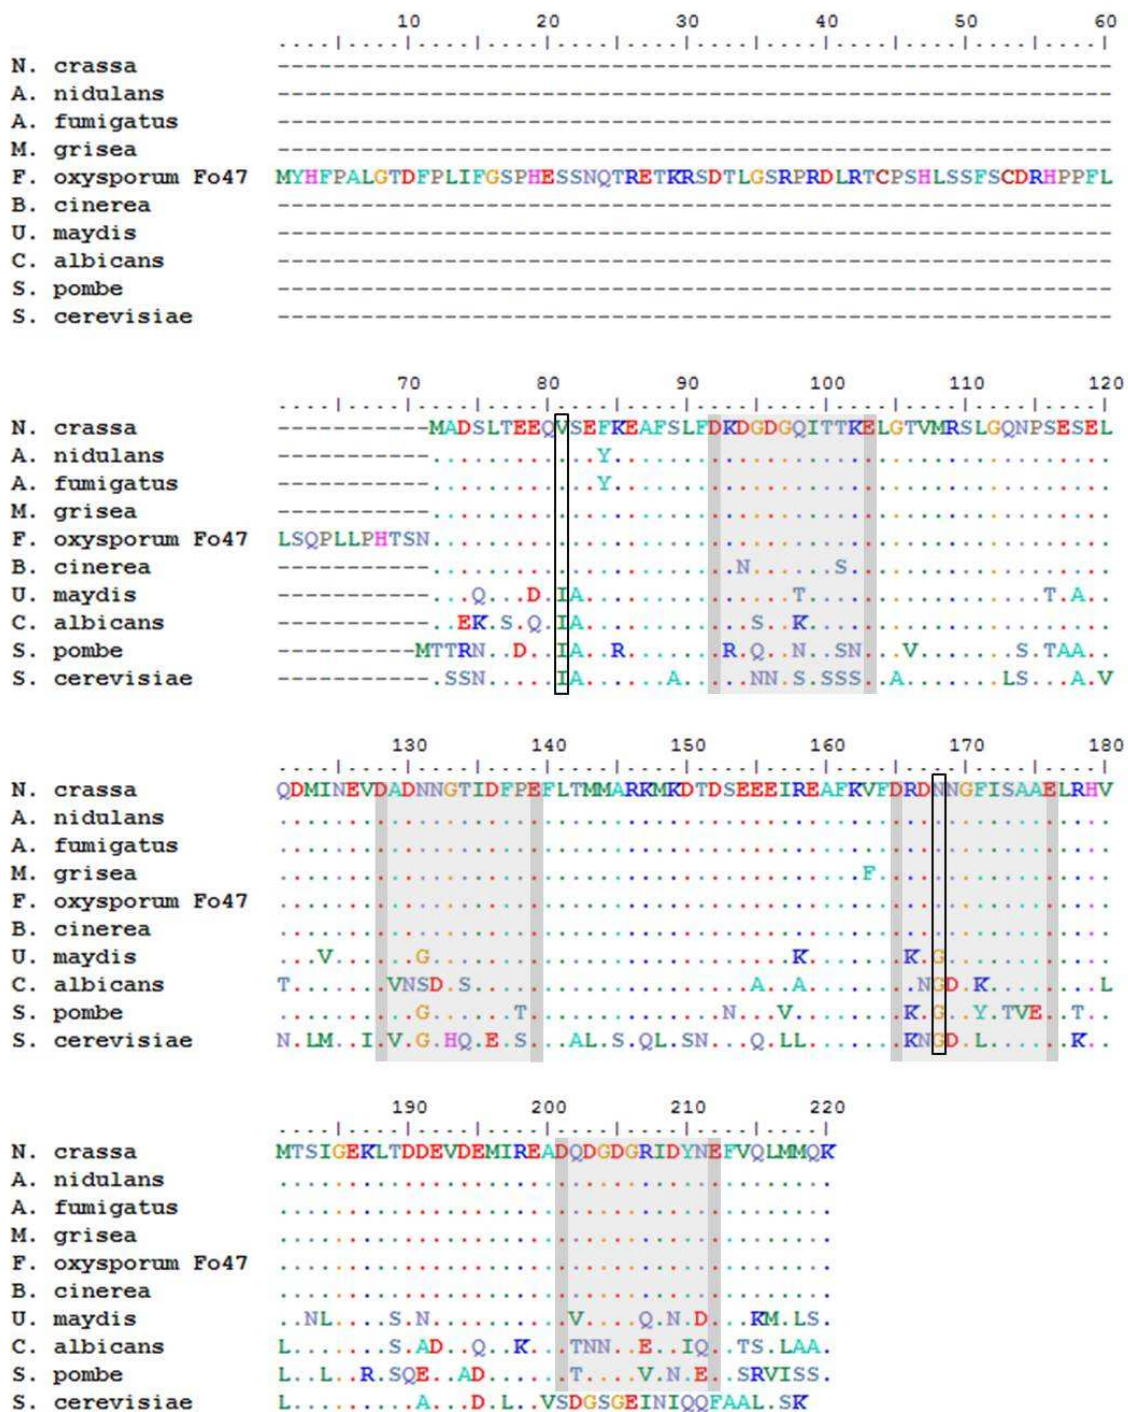 10 20 30 40 50 60
....|....|....|....|....|....|....|....|....|....|....|....|
N. crassa ------------------------------------------------------------
A. nidulans ------------------------------------------------------------
A. fumigatus ------------------------------------------------------------
M. grisea ------------------------------------------------------------
F. oxysporum Fo47 MYHFPALGTDFPLIFGSPHESSNQTRETKRSDTLGSRPRDLRTCPSHLSSFSCDRHPPFL
B. cinerea ------------------------------------------------------------
U. maydis ------------------------------------------------------------
C. albicans ------------------------------------------------------------
S. pombe ------------------------------------------------------------
S. cerevisiae ------------------------------------------------------------
70 80 90 100 110 120
....|....|....|....|....|....|....|....|....|....|....|....|
N. crassa -----------MADSLTEEQVSEFKEAFSLFDKDGDGQITTKELGTVMRSLGQNPSESEL
A. nidulans -----------............Y....................................
A. fumigatus -----------............Y....................................
M. grisea -----------.................................................
F. oxysporum Fo47 LSQPLLPHTSN.................................................
B. cinerea -----------......................N......S...................
U. maydis -----------...Q...D.IA...............T.................T.A..
C. albicans -----------..EK.S.Q.IA............S..K......................
S. pombe ----------MTTRN..D..IA..R.......R.Q..N..SN...V.......S.TAA..
S. cerevisiae -----------.SSN.....IA......A.....NN.S.SSS..A.......LS...A.V
130 140 150 160 170 180
....|....|....|....|....|....|....|....|....|....|....|....|
N. crassa QDMINEVDADNNGTIDFPEFLTMMARKMKDTDSEEEIREAFKVFDRDNNGFISAAELRHV
A. nidulans ............................................................
A. fumigatus ............................................................
M. grisea ..........................................F.................
F. oxysporum Fo47 ............................................................
B. cinerea ............................................................
U. maydis ...V......G..........................K.......K.G............
C. albicans T.......VNSD.S....................A..A........NGD.K........L
S. pombe ..........G......T..............N...V........K.G..Y.TVE..T..
S. cerevisiae N.LM..I.V.G.HQ.E.S...AL.S.QL.SN...Q.LL.......KNGD.L......K..
190 200 210 220
....|....|....|....|....|....|....|....|
N. crassa MTSIGEKLTDDEVDEMIREADQDGDGRIDYNEFVQLMMQK
A. nidulans ........................................
A. fumigatus ........................................
M. grisea ........................................
F. oxysporum Fo47 ........................................
B. cinerea ........................................
U. maydis ..NL....S.N..........V....Q.N.D...KM.LS.
C. albicans L.......S.AD..Q..K...TNN..E..IQ..TS.LAA.
S. pombe L..L..R.SQE..AD......T....V.N.E..SRVISS.
S. cerevisiae L.........A...D.L..VSDGSGEINIQQFAAL.SK